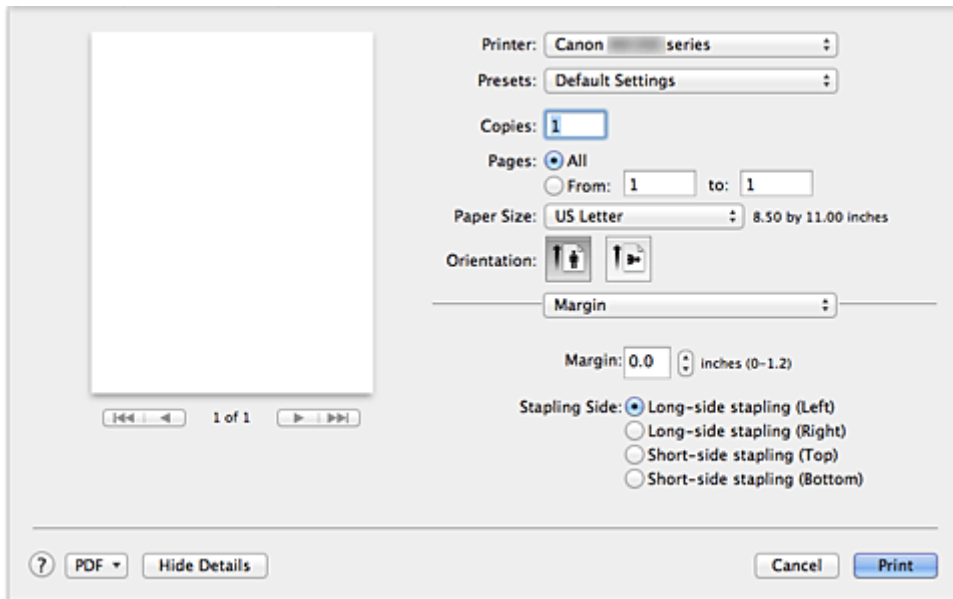 Printer: Canon series
Presets: Default Settings
Copies: 1
Pages: All
From: 1 to: 1
Paper Size: US Letter 8.50 by 11.00 inches
Orientation:
Margin
Margin: 0.0 inches (0-1.2)
Stapling Side: Long-side stapling (Left)
Long-side stapling (Right)
Short-side stapling (Top)
Short-side stapling (Bottom)
1 of 1
? PDF Hide Details Cancel Print